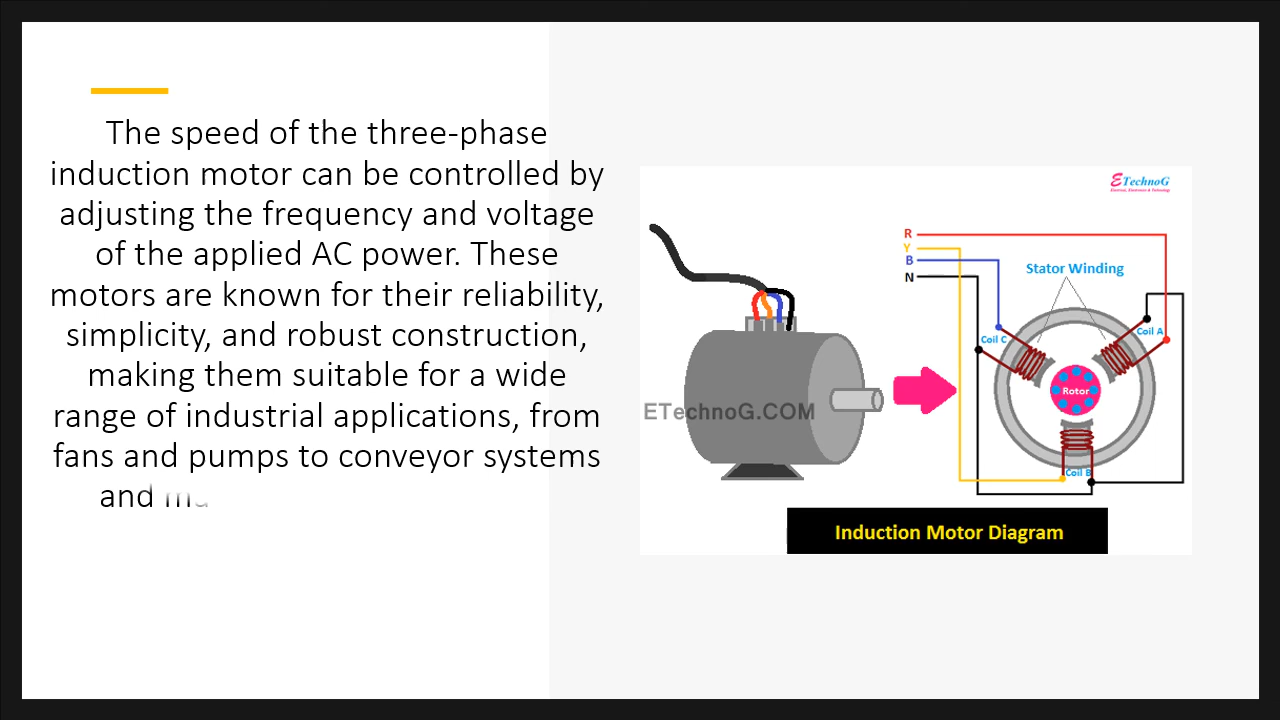 The speed of the three-phase
induction motor can be controlled by
adjusting the frequency and voltage
of the applied AC power. These
motors are known for their reliability,
simplicity, and robust construction,
making them suitable for a wide
range of industrial applications, from
fans and pumps to conveyor systems
and
ETechnoG
R
Y
B
N
Stator Winding
Coil A
Coil C
Rotor
ETechnoG.COM
Coil B
Induction Motor Diagram